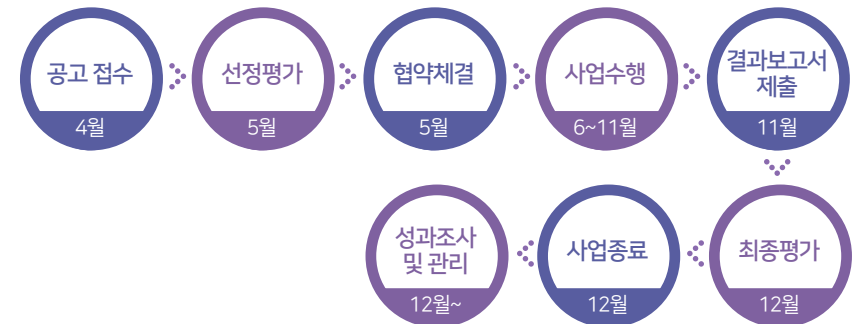 공고 접수
4월
선정평가
5월
협약체결
5월
사업수행
6~11월
결과보고서
제출
11월
최종평가
12월
사업종료
12월
성과조사
및 관리
12월~